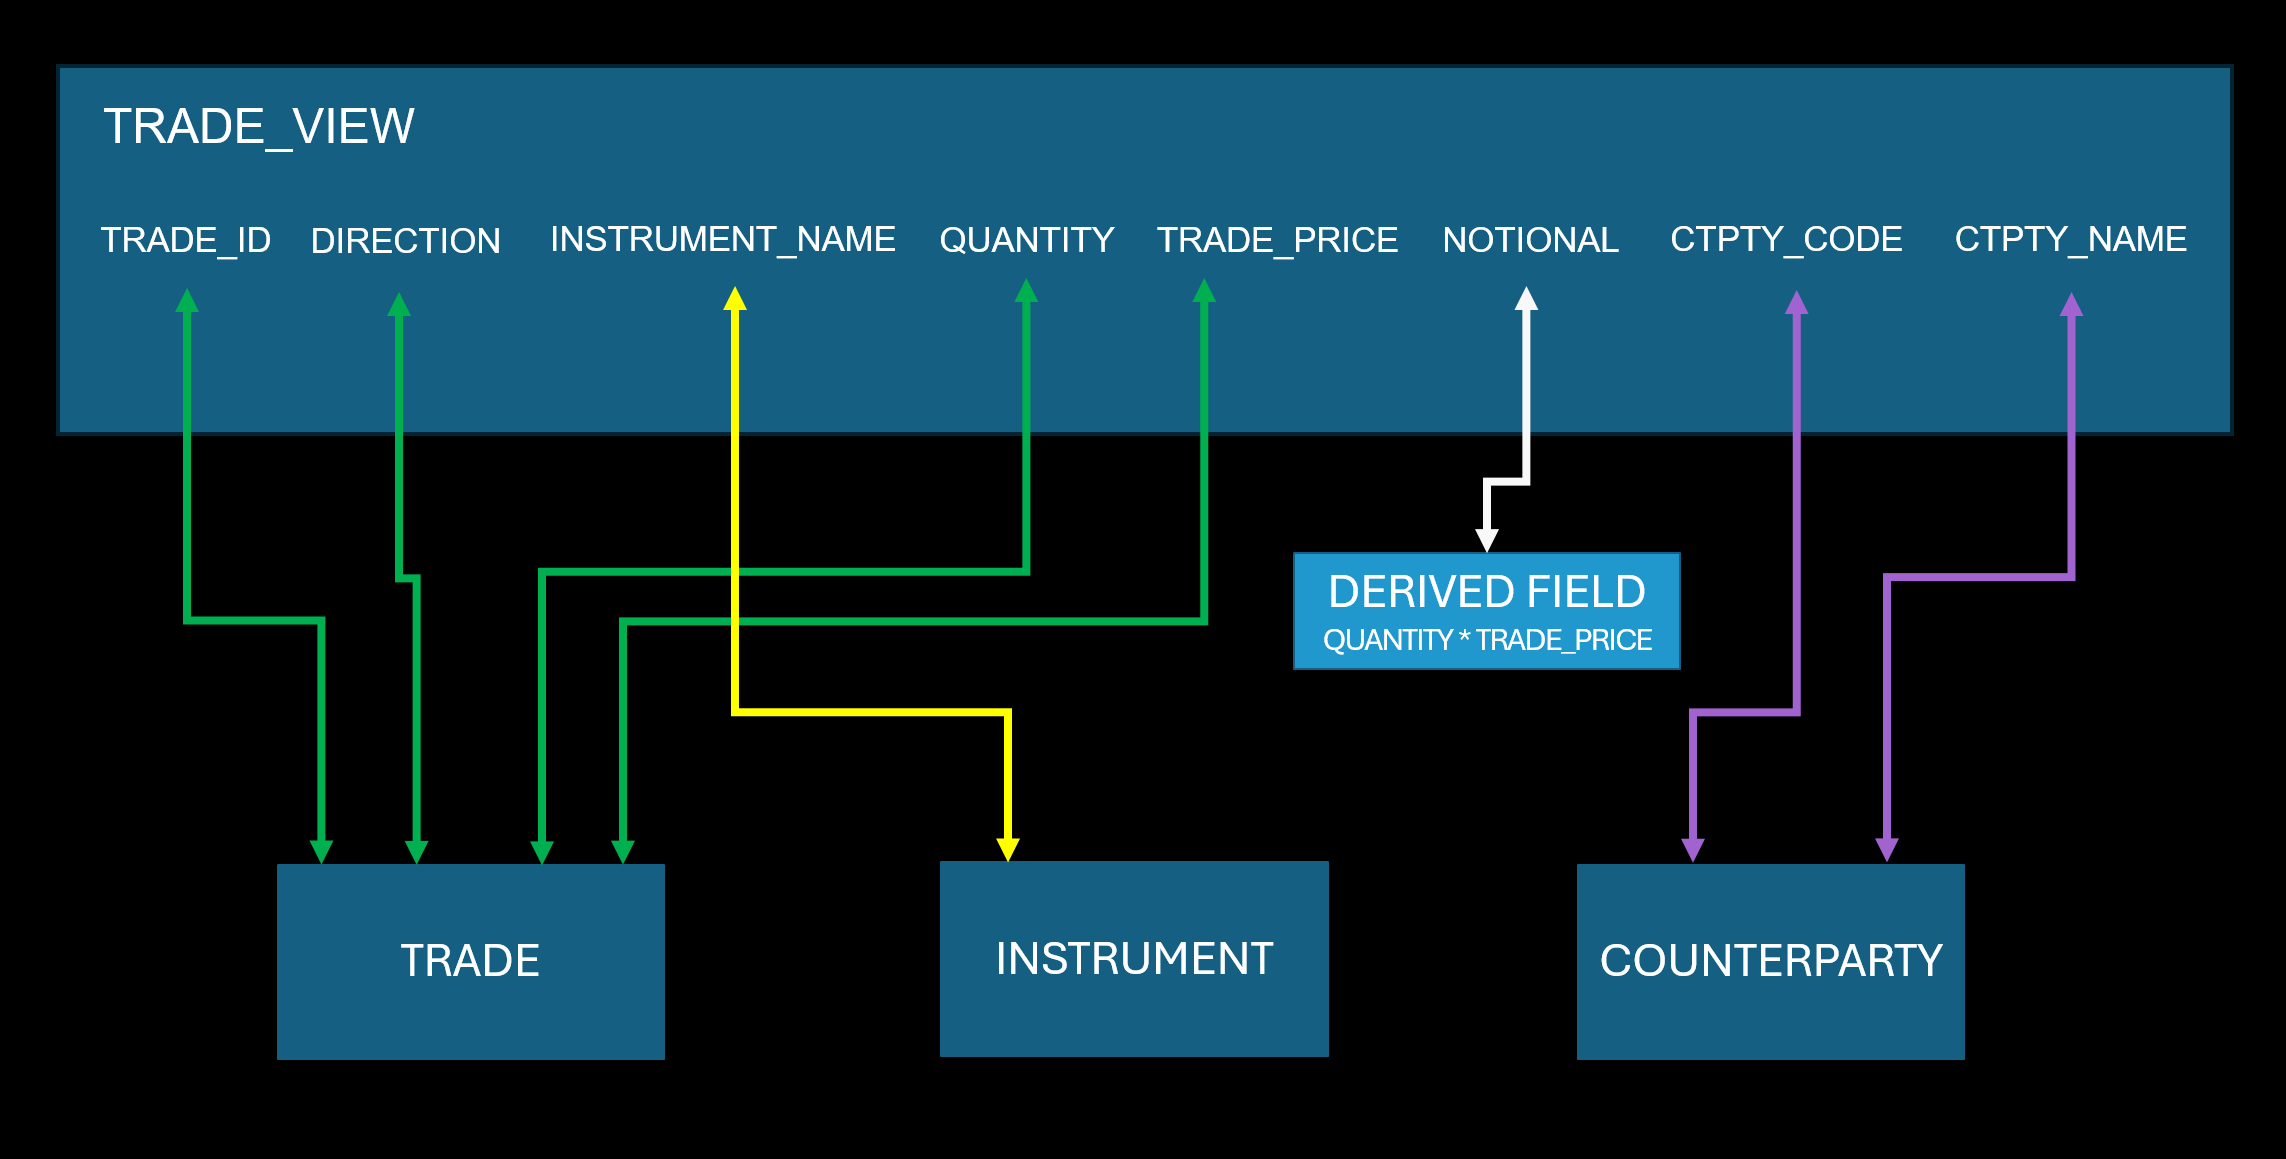 TRADE_VIEW
TRADE_ID DIRECTION INSTRUMENT_NAME QUANTITY TRADE_PRICE NOTIONAL CTPTY_CODE CTPTY_NAME
DERIVED FIELD
QUANTITY * TRADE_PRICE
TRADE INSTRUMENT COUNTERPARTY